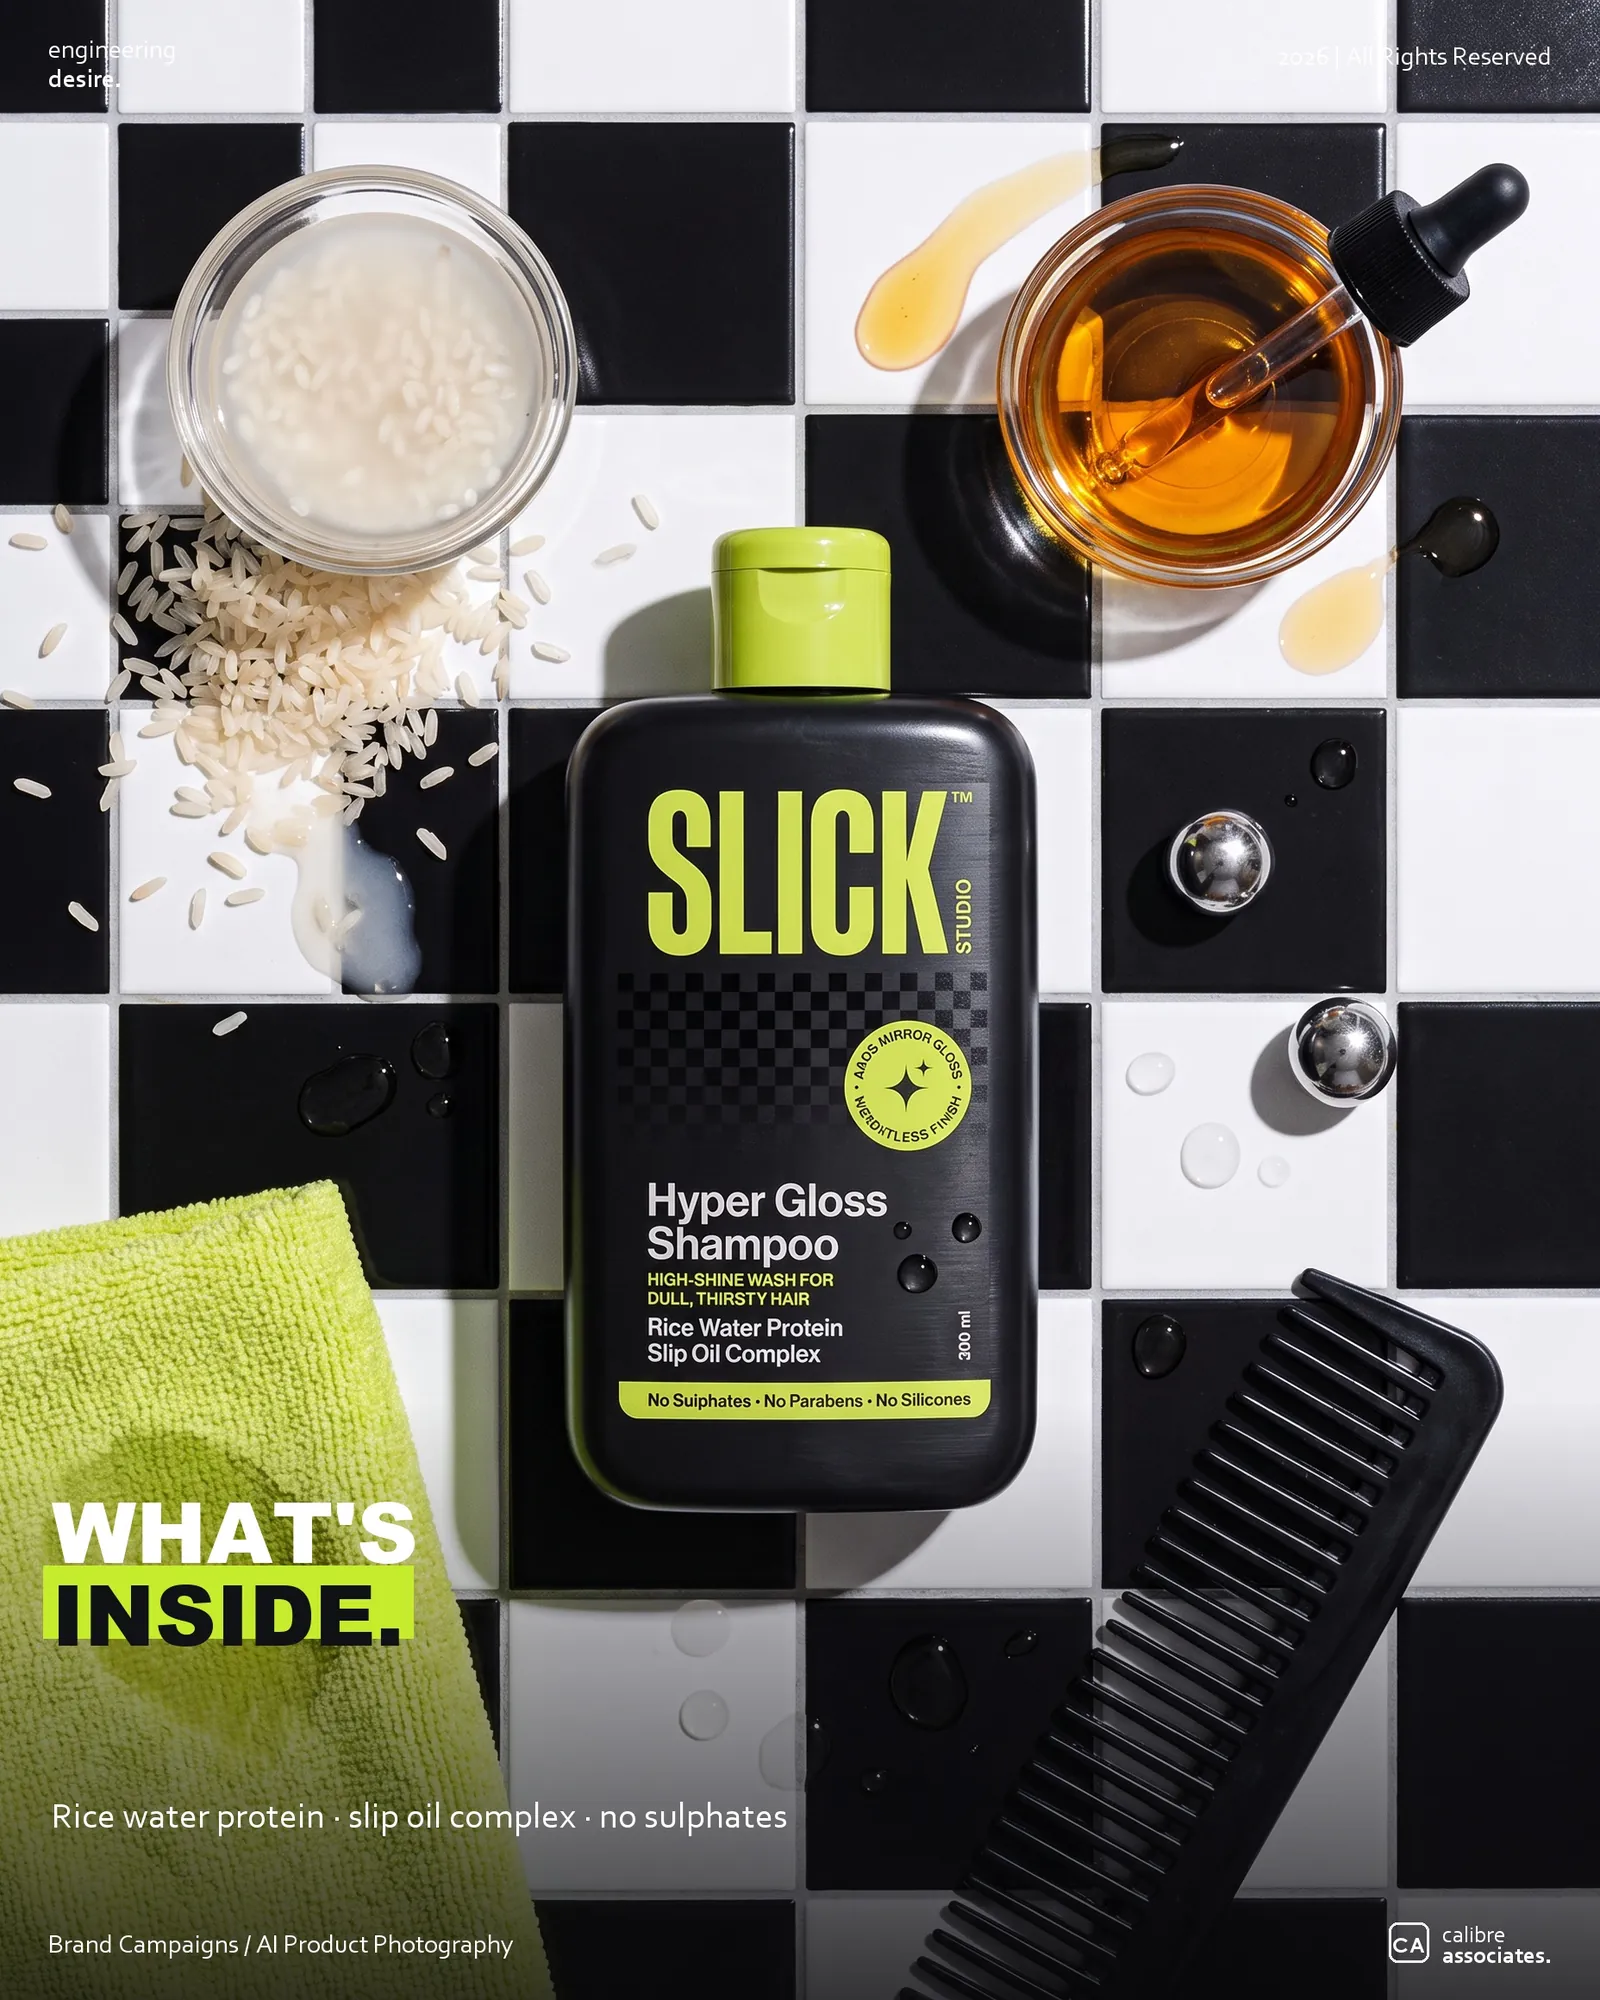 engineering
desire.
2026 | All Rights Reserved
SLICK™
STUDIO
MIRROR GLOSS
FINISH
Hyper Gloss
Shampoo
HIGH-SHINE WASH FOR
DULL, THIRSTY HAIR
Rice Water Protein
Slip Oil Complex
300 ml
No Suiphates • No Parabens • No Silicones
WHAT'S
INSIDE.
Rice water protein · slip oil complex · no sulphates
Brand Campaigns / AI Product Photography
CA
calibre
associates.